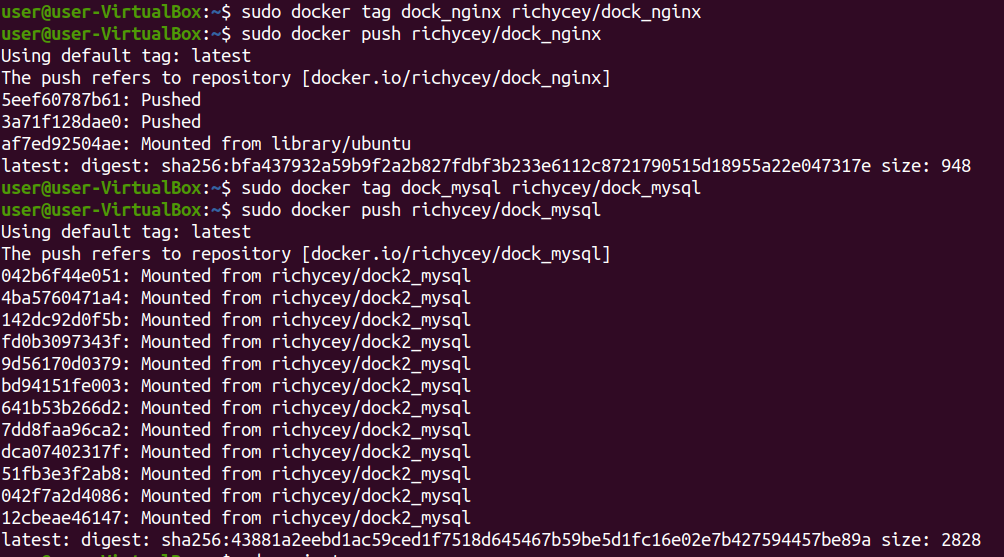 user@user-VirtualBox:~$ sudo docker tag dock_nginx richycey/dock_nginx
user@user-VirtualBox:~$ sudo docker push richycey/dock_nginx
Using default tag: latest
The push refers to repository [docker.io/richycey/dock_nginx]
5eef60787b61: Pushed
3a71f128dae0: Pushed
af7ed92504ae: Mounted from library/ubuntu
latest: digest: sha256:bfa437932a59b9f2a2b827fdbf3b233e6112c8721790515d18955a22e047317e size: 948
user@user-VirtualBox:~$ sudo docker tag dock_mysql richycey/dock_mysql
user@user-VirtualBox:~$ sudo docker push richycey/dock_mysql
Using default tag: latest
The push refers to repository [docker.io/richycey/dock_mysql]
042b6f44e051: Mounted from richycey/dock2_mysql
4ba5760471a4: Mounted from richycey/dock2_mysql
142dc92d0f5b: Mounted from richycey/dock2_mysql
fd0b3097343f: Mounted from richycey/dock2_mysql
9d56170d0379: Mounted from richycey/dock2_mysql
bd94151fe003: Mounted from richycey/dock2_mysql
641b53b266d2: Mounted from richycey/dock2_mysql
7dd8faa96ca2: Mounted from richycey/dock2_mysql
dca07402317f: Mounted from richycey/dock2_mysql
51fb3e3f2ab8: Mounted from richycey/dock2_mysql
042f7a2d4086: Mounted from richycey/dock2_mysql
12cbeae46147: Mounted from richycey/dock2_mysql
latest: digest: sha256:43881a2eebd1ac59ced1f7518d645467b59be5d1fc16e02e7b427594457be89a size: 2828